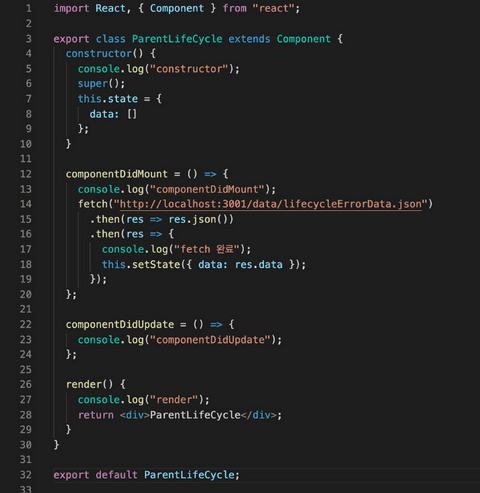 1 import React, { Component } from "react";
2
3 export class ParentLifeCycle extends Component {
4   constructor() {
5     console.log("constructor");
6     super();
7     this.state = {
8       data: []
9     };
10   }
11
12   componentDidMount = () => {
13     console.log("componentDidMount");
14     fetch("http://localhost:3001/data/lifecycleErrorData.json")
15       .then(res => res.json())
16       .then(res => {
17         console.log("fetch 완료");
18         this.setState({ data: res.data });
19       });
20   };
21
22   componentDidUpdate = () => {
23     console.log("componentDidUpdate");
24   };
25
26   render() {
27     console.log("render");
28     return <div>ParentLifeCycle</div>;
29   }
30 }
31
32 export default ParentLifeCycle;
33